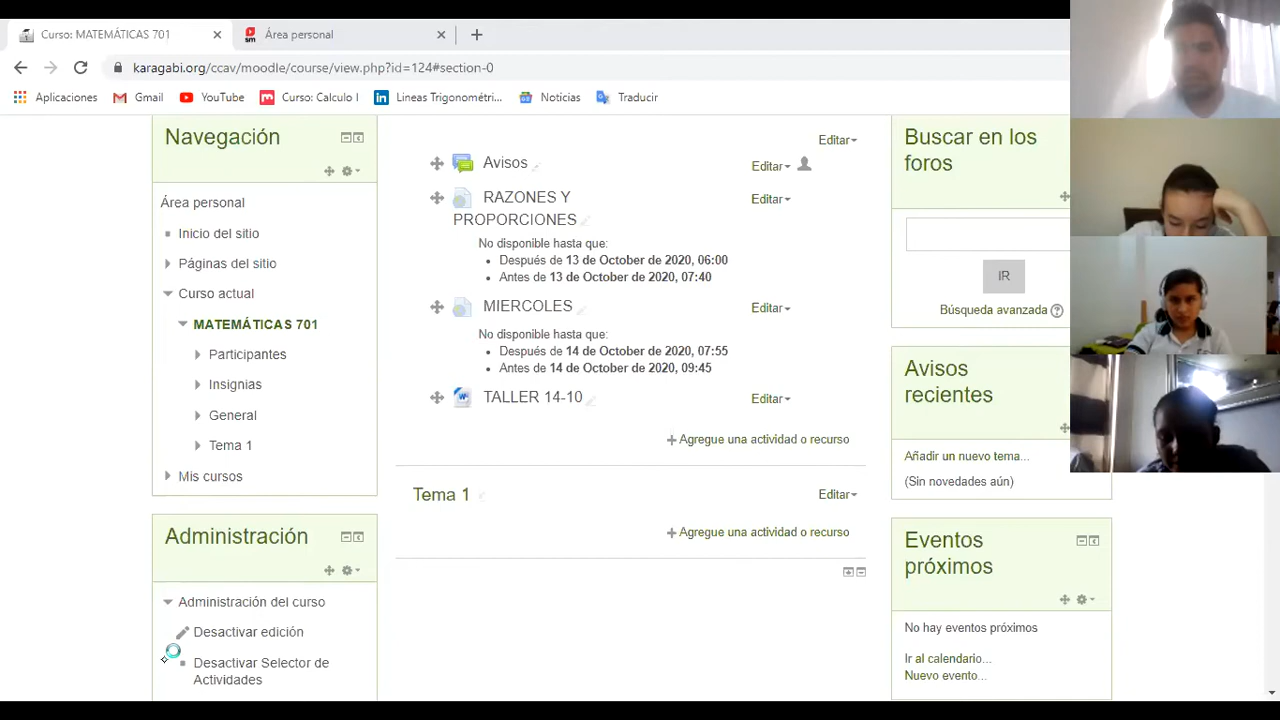 Curso: MATEMÁTICAS 701
Área personal
karagabi.org/ccav/moodle/course/view.php?id=124#section-0
Aplicaciones
Gmail
YouTube
Curso: Calculo I
Lineas Trigonométri...
Noticias
Traducir
Navegación
Área personal
Inicio del sitio
Páginas del sitio
Curso actual
MATEMÁTICAS 701
Participantes
Insignias
General
Tema 1
Mis cursos
Administración
Administración del curso
Desactivar edición
Desactivar Selector de
Actividades
Editar
Avisos
Editar
RAZONES Y
PROPORCIONES
Editar
No disponible hasta que:
Después de 13 de October de 2020, 06:00
Antes de 13 de October de 2020, 07:40
MIERCOLES
Editar
No disponible hasta que:
Después de 14 de October de 2020, 07:55
Antes de 14 de October de 2020, 09:45
TALLER 14-10
Editar
Agregue una actividad o recurso
Tema 1
Editar
Agregue una actividad o recurso
Buscar en los
foros
IR
Búsqueda avanzada
Avisos
recientes
Añadir un nuevo tema...
(Sin novedades aún)
Eventos
próximos
No hay eventos próximos
Ir al calendario...
Nuevo evento...